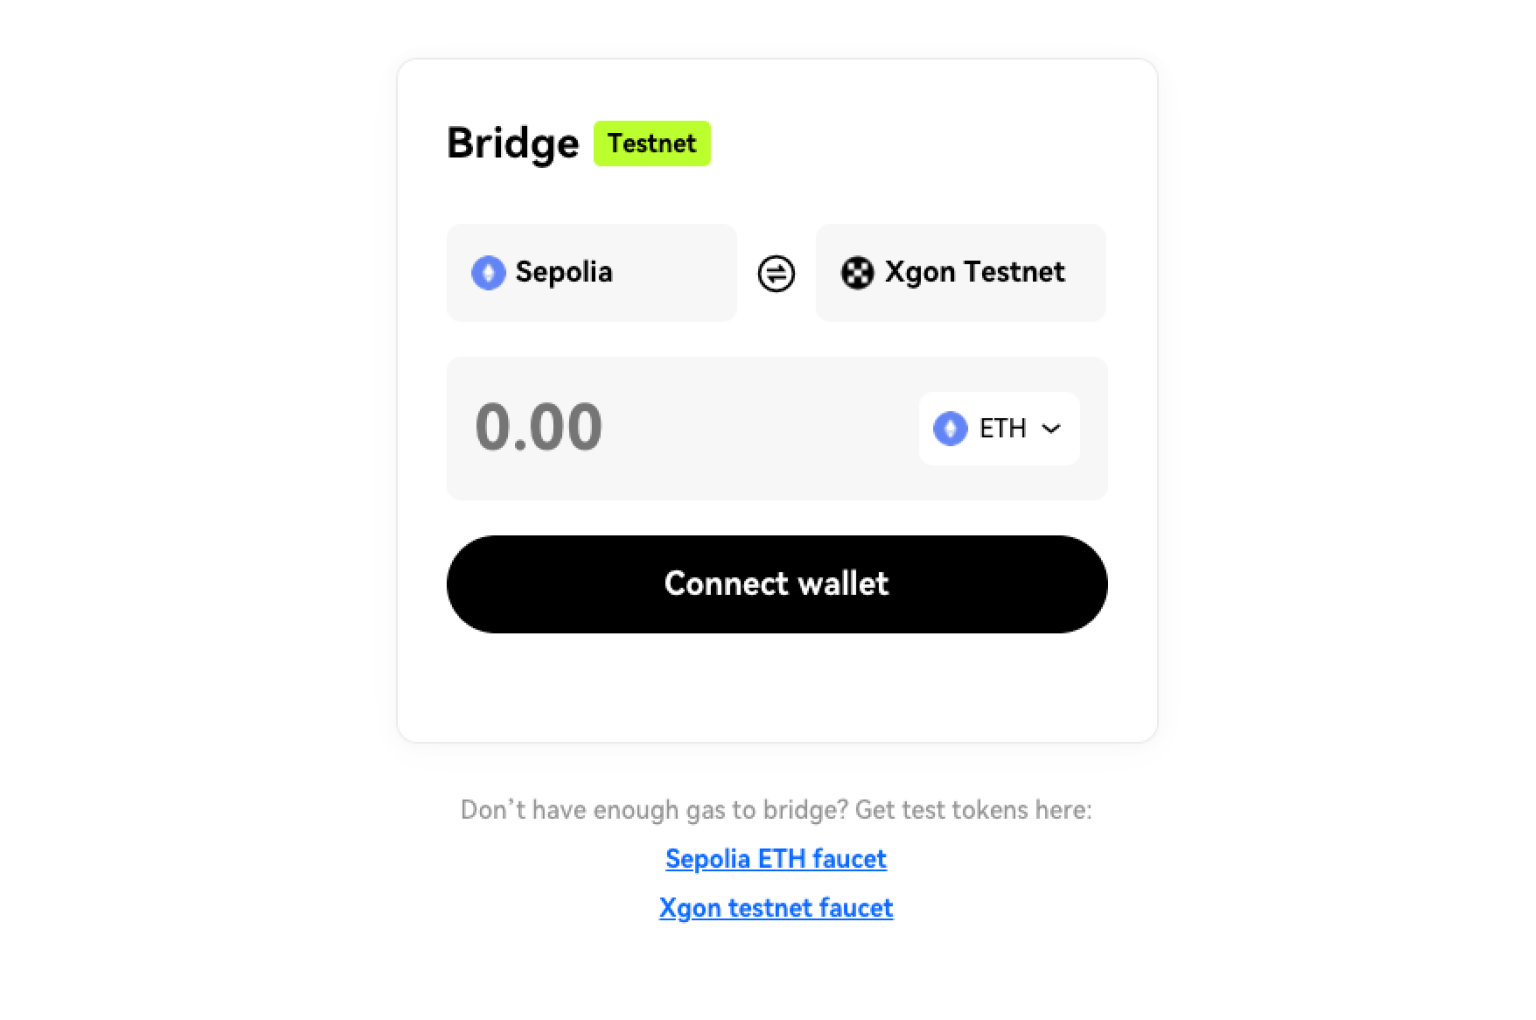 Bridge Testnet
Sepolia Xgon Testnet
0.00 ETH
Connect wallet
Don’t have enough gas to bridge? Get test tokens here:
Sepolia ETH faucet
Xgon testnet faucet